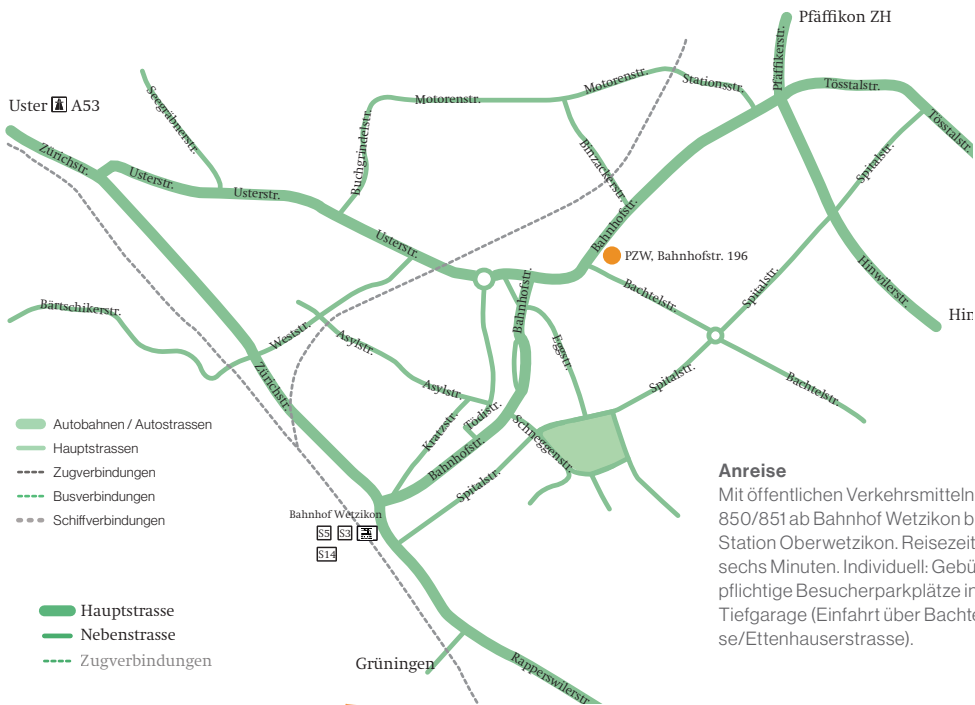 Pfäffikon ZH
Pfäffikerstr.
Uster A53
Seegräbnerstr.
Motorenstr.
Motorenstr.
Stationsstr.
Tösstalstr.
Tösstalstr.
Zürichstr.
Usterstr.
Usterstr.
Buchgrindelstr.
Binzackerstr.
Spitalstr.
Usterstr.
Bahnhofstr.
PZW, Bahnhofstr. 196
Bachtelstr.
Spitalstr.
Hinwilerstr.
Hin
Bärtschikerstr.
Weststr.
Asylstr.
Bahnhofstr.
Eggstr.
Zürichstr.
Asylstr.
Spitalstr.
Bachtelstr.
Kratzstr.
Tödistr.
Schneggenstr.
Bahnhofstr.
Spitalstr.
Autobahnen / Autostrassen
Hauptstrassen
Zugverbindungen
Busverbindungen
Schiffverbindungen
Bahnhof Wetzikon
S5 S3
S14
Hauptstrasse
Nebenstrasse
Zugverbindungen
Grüningen
Rapperswilerstr.
Anreise
Mit öffentlichen Verkehrsmitteln
850/851 ab Bahnhof Wetzikon b
Station Oberwetzikon. Reisezeit
sechs Minuten. Individuell: Gebü
pflichtige Besucherparkplätze in
Tiefgarage (Einfahrt über Bachte
se/Ettenhauserstrasse).